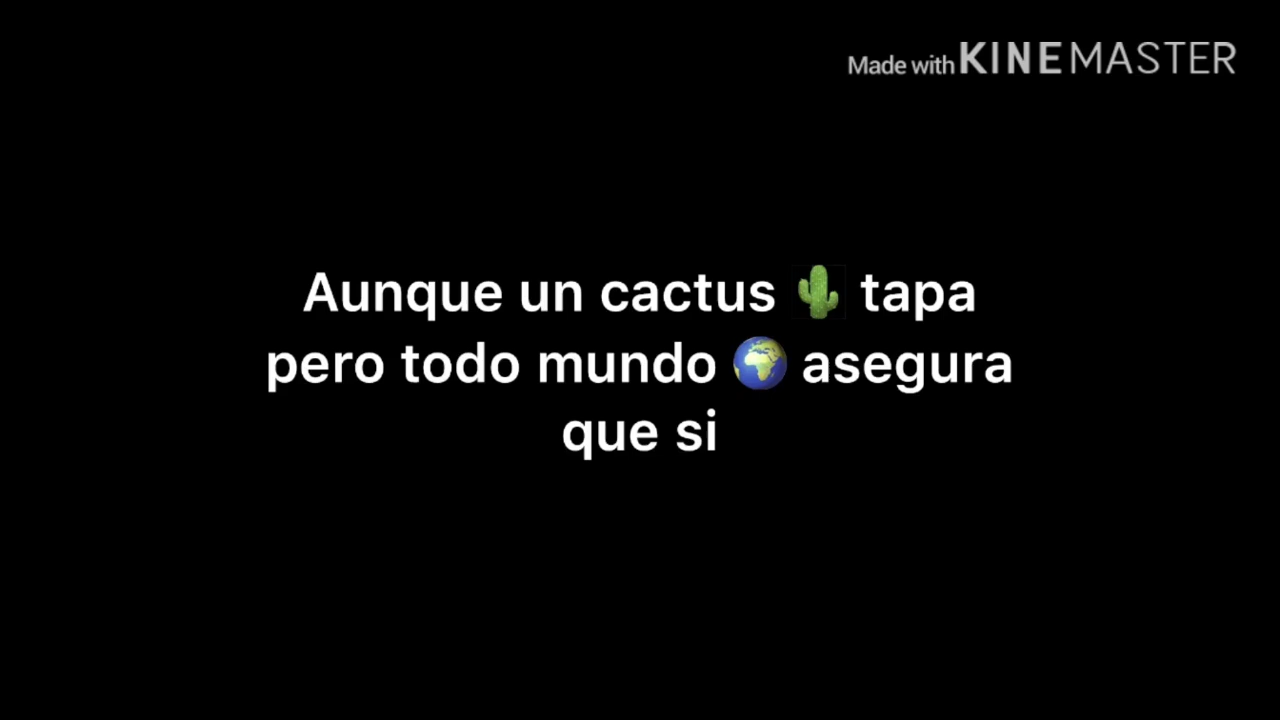 Made with KINEMASTER
Aunque un cactus 🌵 tapa
pero todo mundo 🌍 asegura
que si